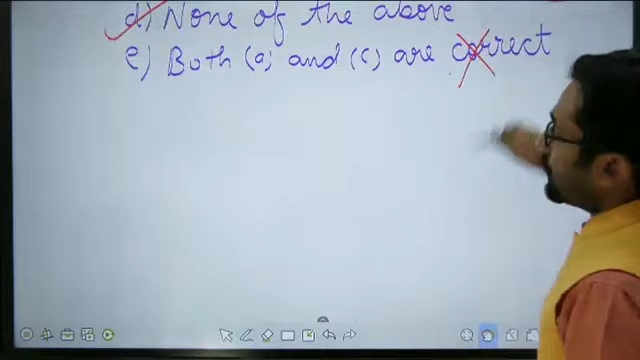 d) None of the above
e) Both (a) and (c) are correct